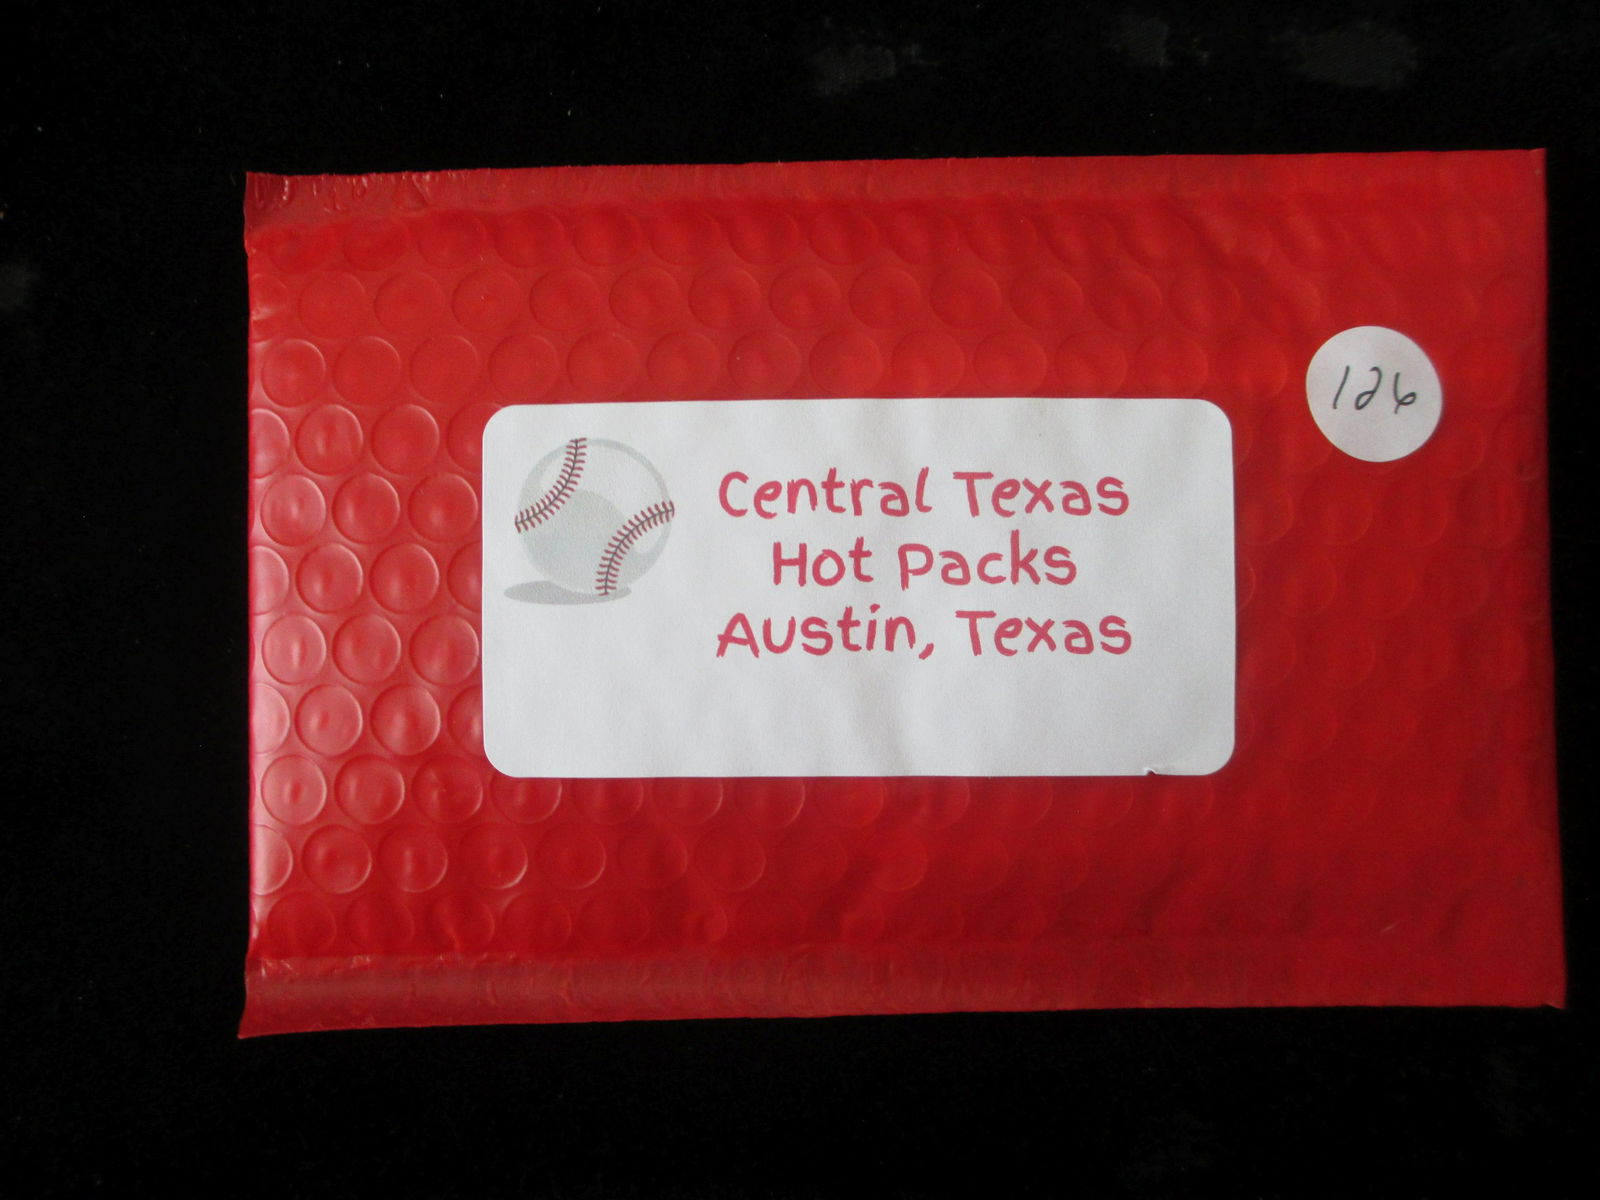 126
Central Texas
Hot Packs
Austin, Texas